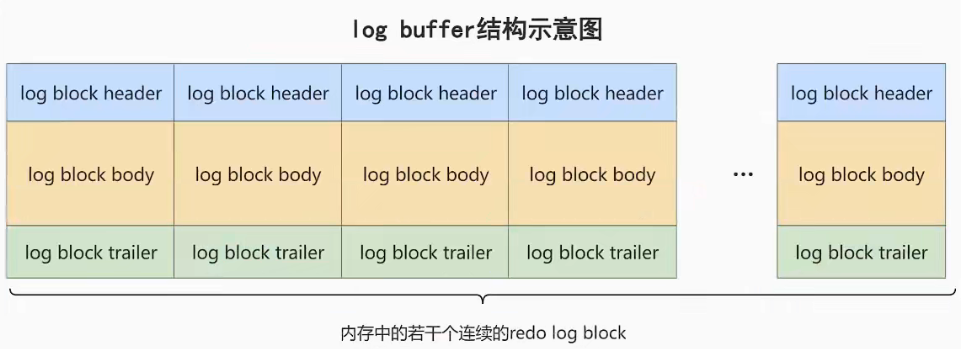 log buffer结构示意图
log block header log block header log block header log block header log block header
log block body log block body log block body log block body ... log block body
log block trailer log block trailer log block trailer log block trailer log block trailer
内存中的若干个连续的redo log block